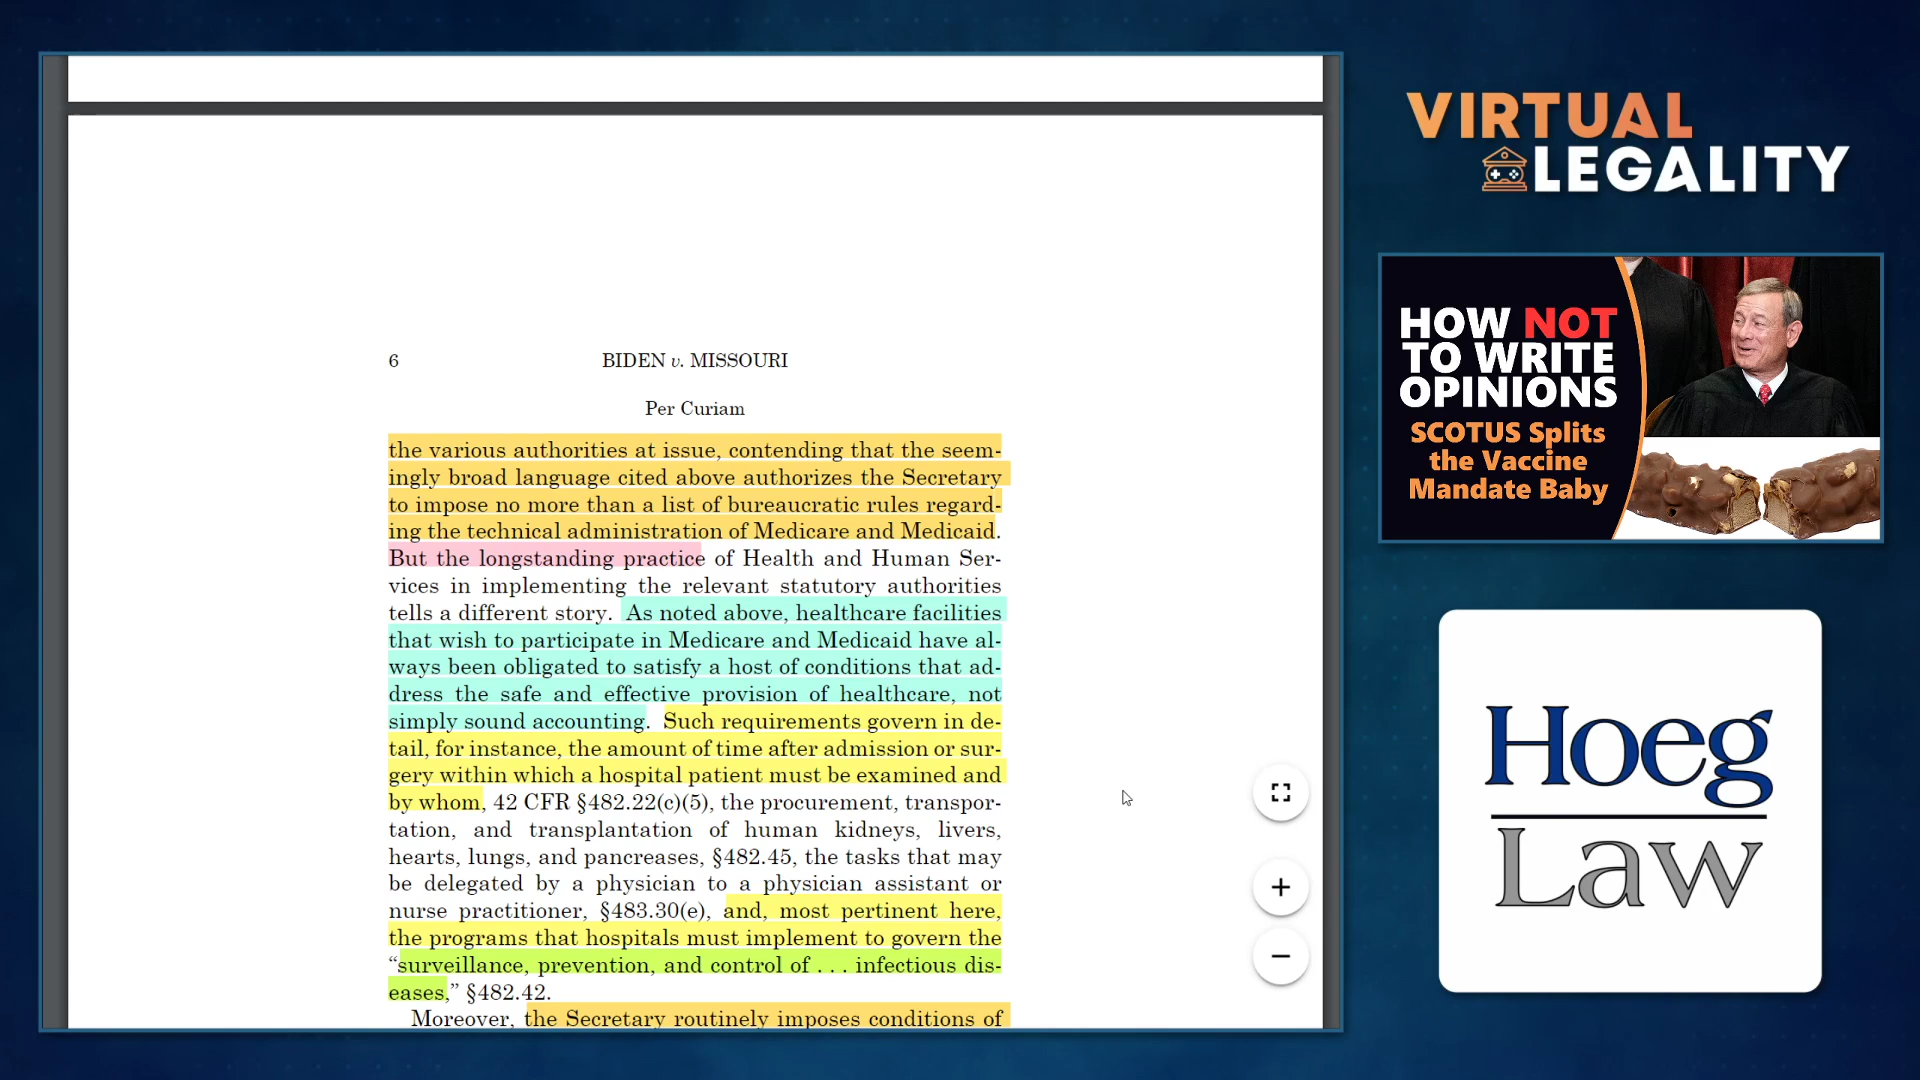 6 BIDEN v. MISSOURI
Per Curiam
the various authorities at issue, contending that the seem-
ingly broad language cited above authorizes the Secretary
to impose no more than a list of bureaucratic rules regard-
ing the technical administration of Medicare and Medicaid.
But the longstanding practice of Health and Human Ser-
vices in implementing the relevant statutory authorities
tells a different story. As noted above, healthcare facilities
that wish to participate in Medicare and Medicaid have al-
ways been obligated to satisfy a host of conditions that ad-
dress the safe and effective provision of healthcare, not
simply sound accounting. Such requirements govern in de-
tail, for instance, the amount of time after admission or sur-
gery within which a hospital patient must be examined and
by whom, 42 CFR §482.22(c)(5), the procurement, transpor-
tation, and transplantation of human kidneys, livers,
hearts, lungs, and pancreases, §482.45, the tasks that may
be delegated by a physician to a physician assistant or
nurse practitioner, §483.30(e), and, most pertinent here,
the programs that hospitals must implement to govern the
“surveillance, prevention, and control of . . . infectious dis-
eases,” §482.42.
Moreover, the Secretary routinely imposes conditions of
VIRTUAL
LEGALITY
HOW NOT
TO WRITE
OPINIONS
SCOTUS Splits
the Vaccine
Mandate Baby
Hoeg
Law